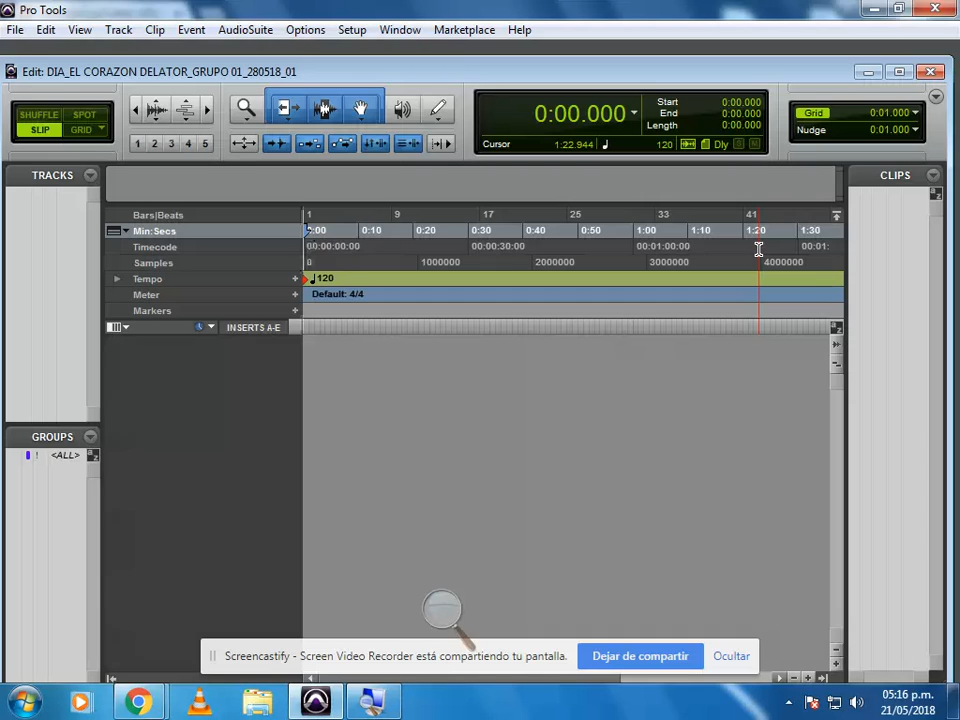 Pro Tools
File Edit View Track Clip Event AudioSuite Options Setup Window Marketplace Help
Edit: DIA_EL CORAZON DELATOR_GRUPO 01_280518_01
SHUFFLE SPOT
SLIP GRID
1 2 3 4 5
0:00.000
Start 0:00.000
End 0:00.000
Length 0:00.000
Cursor 1:22.944 120 Dly S M
Grid 0:01.000
Nudge 0:01.000
TRACKS
CLIPS
Bars|Beats 1 9 17 25 33 41
Min:Secs 0:00 0:10 0:20 0:30 0:40 0:50 1:00 1:10 1:20 1:30
Timecode 00:00:00:00 00:00:30:00 00:01:00:00 00:01:
Samples 0 1000000 2000000 3000000 4000000
Tempo + 120
Meter + Default: 4/4
Markers +
INSERTS A-E
GROUPS
! <ALL>
Screencastify - Screen Video Recorder está compartiendo tu pantalla. Dejar de compartir Ocultar
05:16 p.m.
21/05/2018